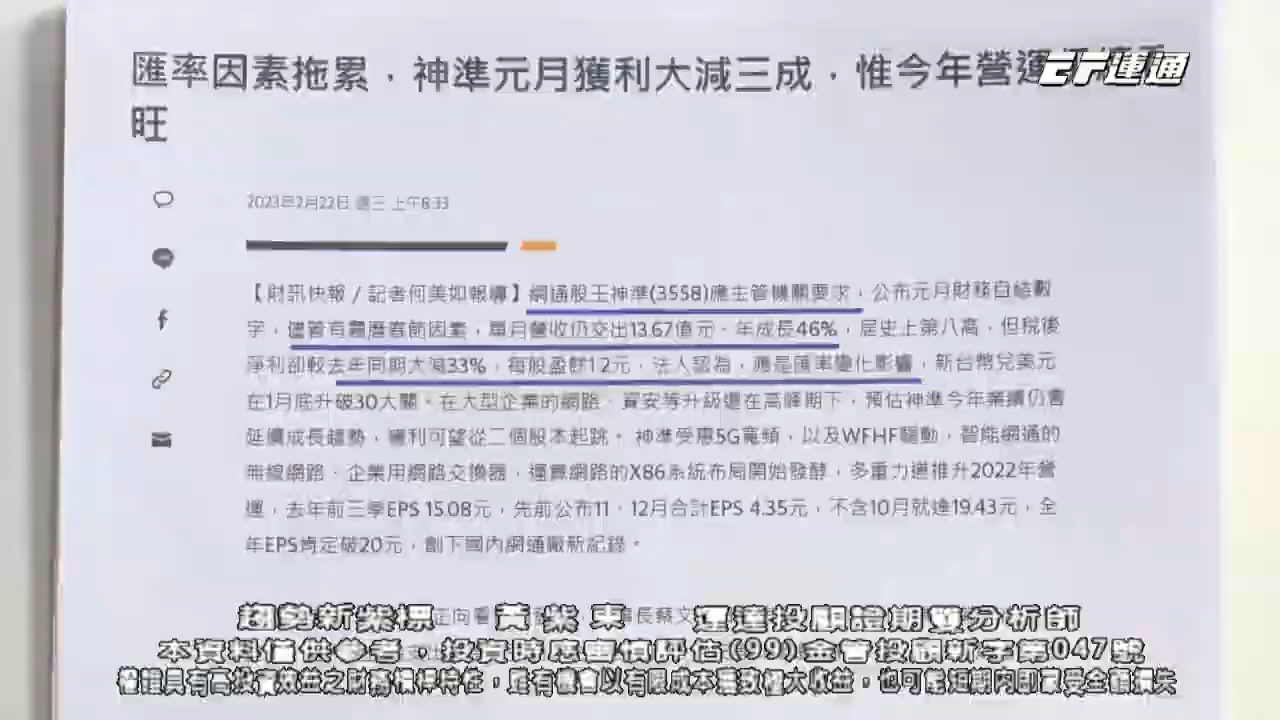 匯率因素拖累，神準元月獲利大減三成，惟今年營運
EF運通
旺
2023年2月22日 週三 上午8:33
【財訊快報／記者何美如報導】網通股王神準(3558)應主管機關要求，公布元月財務自結數
字，儘管有農曆春節因素，單月營收仍交出13.67億元、年成長46%，居史上第八高，但稅後
淨利卻較去年同期大減33%，每股盈餘1.2元，法人認為，應是匯率變化影響，新台幣兌美元
在1月底升破30大關。在大型企業的網路、資安等升級還在高峰期下，預估神準今年業績仍會
延續成長趨勢，獲利可望從二個股本起跳。神準受惠5G寬頻，以及WFHF驅動，智能網通的
無線網路、企業用網路交換器，運算網路的X86系統布局開始發酵，多重力道推升2022年營
運，去年前三季EPS 15.08元，先前公布11、12月合計EPS 4.35元，不含10月就達19.43元，全
年EPS肯定破20元，創下國內網通廠新記錄。
趨勢新紫標 正向看 黃紫東 長蔡文 運達投顧證期雙分析師
本資料僅供參考，投資時應審慎評估(99)金管投顧新字第047號
權證具有高投資效益之財務槓桿特性，雖有機會以有限成本獲致極大收益，也可能短期內即蒙受全額損失